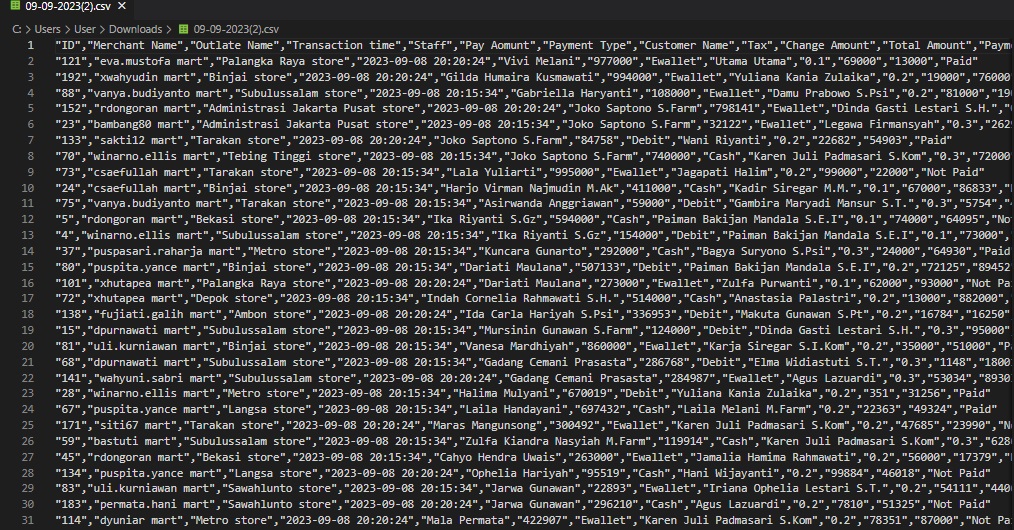 09-09-2023(2).csv ×
C: > Users > User > Downloads > 09-09-2023(2).csv
1 "ID","Merchant Name","Outlate Name","Transaction time","Staff","Pay Aomunt","Payment Type","Customer Name","Tax","Change Amount","Total Amount","Paym
2 "121","eva.mustofa mart","Palangka Raya store","2023-09-08 20:20:24","Vivi Melani","977000","Ewallet","Utama Utama","0.1","69000","13000","Paid"
3 "192","xwahyudin mart","Binjai store","2023-09-08 20:20:24","Gilda Humaira Kusmawati","994000","Ewallet","Yuliana Kania Zulaika","0.2","19000","76000
4 "88","vanya.budiyanto mart","Subulussalam store","2023-09-08 20:15:34","Gabriella Haryanti","108000","Ewallet","Damu Prabowo S.Psi","0.2","81000","19
5 "152","rdongoran mart","Administrasi Jakarta Pusat store","2023-09-08 20:20:24","Joko Saptono S.Farm","798141","Ewallet","Dinda Gasti Lestari S.H.","
6 "23","bambang80 mart","Administrasi Jakarta Pusat store","2023-09-08 20:15:34","Joko Saptono S.Farm","32122","Ewallet","Legawa Firmansyah","0.3","262
7 "133","sakti12 mart","Tarakan store","2023-09-08 20:20:24","Joko Saptono S.Farm","84758","Debit","Wani Riyanti","0.2","22682","54903","Paid"
8 "70","winarno.ellis mart","Tebing Tinggi store","2023-09-08 20:15:34","Joko Saptono S.Farm","740000","Cash","Karen Juli Padmasari S.Kom","0.3","72000
9 "73","csaefullah mart","Tarakan store","2023-09-08 20:15:34","Lala Yuliarti","995000","Ewallet","Jagapati Halim","0.2","99000","22000","Not Paid"
10 "24","csaefullah mart","Binjai store","2023-09-08 20:15:34","Harjo Virman Najmudin M.Ak","411000","Cash","Kadir Siregar M.M.","0.1","67000","86833","
11 "75","vanya.budiyanto mart","Tarakan store","2023-09-08 20:15:34","Asirwanda Anggriawan","59000","Debit","Gambira Maryadi Mansur S.T.","0.3","5754","
12 "5","rdongoran mart","Bekasi store","2023-09-08 20:15:34","Ika Riyanti S.Gz","594000","Cash","Paiman Bakijan Mandala S.E.I","0.1","74000","64095","No
13 "4","winarno.ellis mart","Subulussalam store","2023-09-08 20:15:34","Ika Riyanti S.Gz","154000","Debit","Paiman Bakijan Mandala S.E.I","0.1","73000",
14 "37","puspasari.raharja mart","Metro store","2023-09-08 20:15:34","Kuncara Gunarto","292000","Cash","Bagya Suryono S.Psi","0.3","24000","64930","Paid
15 "80","puspita.yance mart","Binjai store","2023-09-08 20:15:34","Dariati Maulana","507133","Debit","Paiman Bakijan Mandala S.E.I","0.2","72125","89452
16 "101","xhutapea mart","Palangka Raya store","2023-09-08 20:20:24","Dariati Maulana","273000","Ewallet","Zulfa Purwanti","0.1","62000","93000","Not Pa
17 "72","xhutapea mart","Depok store","2023-09-08 20:15:34","Indah Cornelia Rahmawati S.H.","514000","Cash","Anastasia Palastri","0.2","13000","882000",
18 "138","fujiati.galih mart","Ambon store","2023-09-08 20:20:24","Ida Carla Hariyah S.Psi","336953","Debit","Makuta Gunawan S.Pt","0.2","16784","16250"
19 "15","dpurnawati mart","Subulussalam store","2023-09-08 20:15:34","Mursinin Gunawan S.Farm","124000","Debit","Dinda Gasti Lestari S.H.","0.3","95000"
20 "81","uli.kurniawan mart","Binjai store","2023-09-08 20:15:34","Vanesa Mardhiyah","860000","Ewallet","Karja Siregar S.I.Kom","0.2","35000","51000","P
21 "68","dpurnawati mart","Subulussalam store","2023-09-08 20:15:34","Gadang Cemani Prasasta","286768","Debit","Elma Widiastuti S.T.","0.3","1148","1800
22 "141","wahyuni.sabri mart","Subulussalam store","2023-09-08 20:20:24","Gadang Cemani Prasasta","284987","Ewallet","Agus Lazuardi","0.3","53034","8930
23 "28","winarno.ellis mart","Metro store","2023-09-08 20:15:34","Halima Mulyani","670019","Debit","Yuliana Kania Zulaika","0.2","351","31256","Paid"
24 "67","puspita.yance mart","Langsa store","2023-09-08 20:15:34","Laila Handayani","697432","Cash","Laila Melani M.Farm","0.2","22363","49324","Paid"
25 "171","siti67 mart","Tarakan store","2023-09-08 20:20:24","Maras Mangunsong","300492","Ewallet","Karen Juli Padmasari S.Kom","0.2","47685","23990","N
26 "59","bastuti mart","Subulussalam store","2023-09-08 20:15:34","Zulfa Kiandra Nasyiah M.Farm","119914","Cash","Karen Juli Padmasari S.Kom","0.3","628
27 "45","rdongoran mart","Bekasi store","2023-09-08 20:15:34","Cahyo Hendra Uwais","263000","Ewallet","Jamalia Hamima Rahmawati","0.2","56000","17379","
28 "134","puspita.yance mart","Langsa store","2023-09-08 20:20:24","Ophelia Hariyah","95519","Cash","Hani Wijayanti","0.2","99884","46018","Not Paid"
29 "83","uli.kurniawan mart","Sawahlunto store","2023-09-08 20:15:34","Jarwa Gunawan","22893","Ewallet","Iriana Ophelia Lestari S.T.","0.2","54111","440
30 "183","permata.hani mart","Sawahlunto store","2023-09-08 20:20:24","Jarwa Gunawan","296210","Cash","Agus Lazuardi","0.2","7810","51325","Not Paid"
31 "114","dyuniar mart","Metro store","2023-09-08 20:20:24","Mala Permata","422907","Ewallet","Karen Juli Padmasari S.Kom","0.2","78351","87000","Not Pa